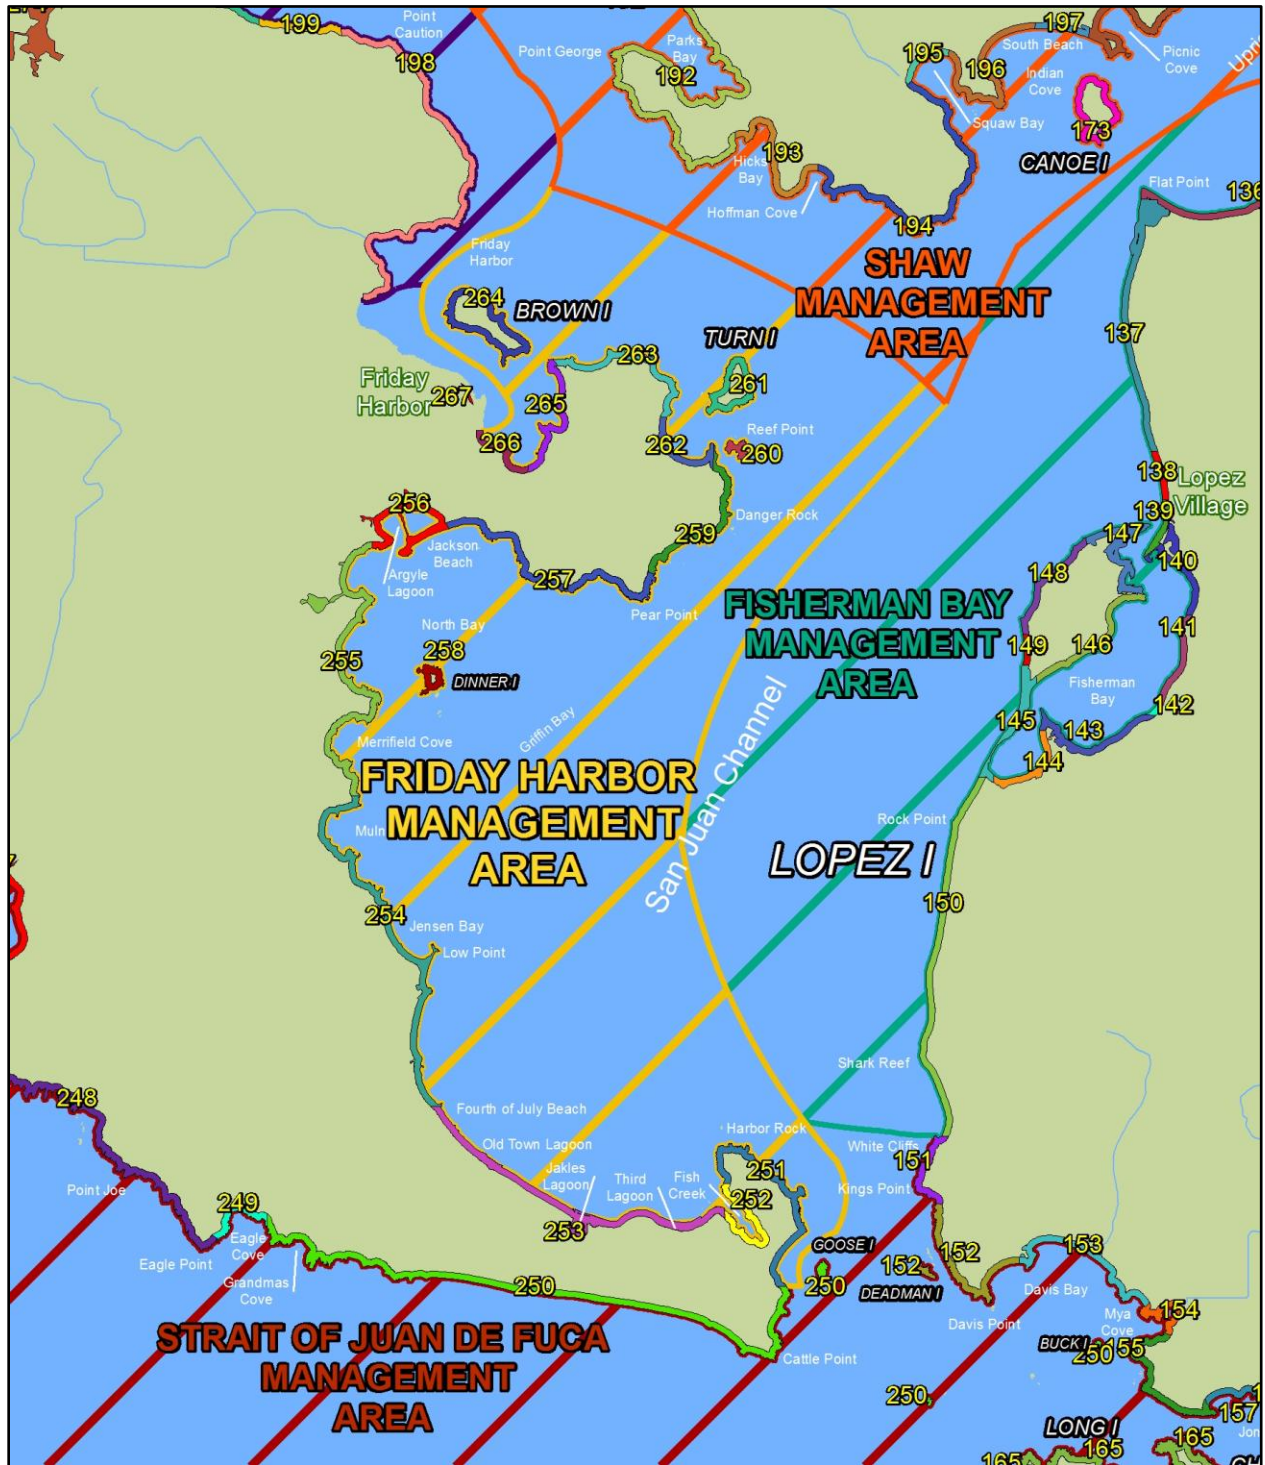 Point
Caution
199
198
Point George
Parks
Bay
192
195
197
South Beach
196
Indian
Cove
Picnic
Cove
Squaw Bay
173
CANOE I
193
Hicks
Bay
Hoffman Cove
194
Flat Point
136
SHAW
MANAGEMENT
AREA
Friday
Harbor
264
BROWN I
TURN I
263
261
137
Friday
Harbor
267
265
266
262
Reef Point
260
138
Lopez
Village
139
147
140
256
Jackson
Beach
Argyle
Lagoon
259
Danger Rock
257
148
FISHERMAN BAY
MANAGEMENT
AREA
Pear Point
North Bay
141
149
146
255
258
DINNER I
Fisherman
Bay
142
145
143
144
Merrifield Cove
Griffin Bay
FRIDAY HARBOR
MANAGEMENT
AREA
San Juan Channel
Rock Point
LOPEZ I
150
254
Jensen Bay
Low Point
Shark Reef
248
Fourth of July Beach
Old Town Lagoon
Harbor Rock
White Cliffs
151
Jakles
Lagoon
Third
Lagoon
Fish
Creek
251
252
Kings Point
Point Joe
249
253
Eagle
Cove
Eagle Point
Grandmas
Cove
GOOSE I
250
250
152
152
DEADMAN I
153
Davis Bay
Davis Point
Mya
Cove
154
BUCK I
155
250
STRAIT OF JUAN DE FUCA
MANAGEMENT
AREA
Cattle Point
250
157
LONG I
165
165
165